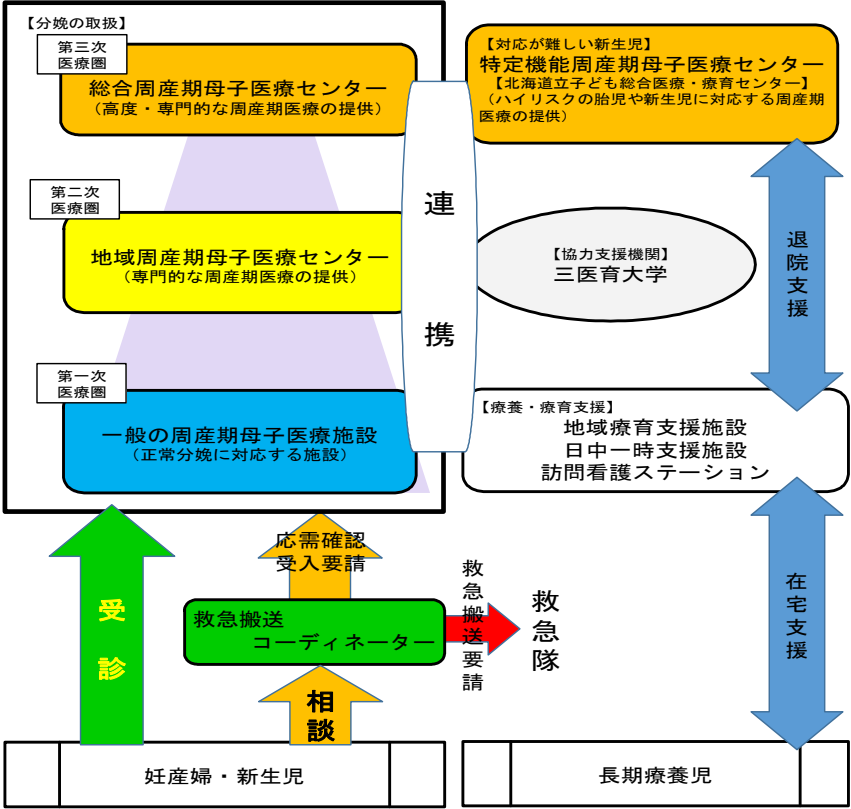 【分娩の取扱】
第三次
医療圏
総合周産期母子医療センター
（高度・専門的な周産期医療の提供）
第二次
医療圏
地域周産期母子医療センター
（専門的な周産期医療の提供）
第一次
医療圏
一般の周産期母子医療施設
（正常分娩に対応する施設）
連携
【対応が難しい新生児】
特定機能周産期母子医療センター
【北海道立子ども総合医療・療育センター】
（ハイリスクの胎児や新生児に対応する周産期
医療の提供）
【協力支援機関】
三医育大学
退院支援
【療養・療育支援】
地域療育支援施設
日中一時支援施設
訪問看護ステーション
応需確認
受入要請
受診
救急搬送
コーディネーター
救急搬送要請
救急隊
相談
在宅支援
妊産婦・新生児
長期療養児